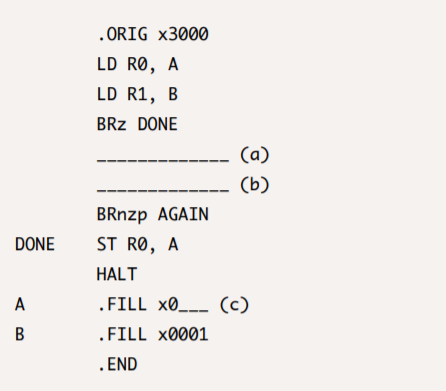 .ORIG x3000
LD R0, A
LD R1, B
BRz DONE
_____________ (a)
_____________ (b)
BRnzp AGAIN
DONE ST R0, A
HALT
A .FILL x0___ (c)
B .FILL x0001
.END